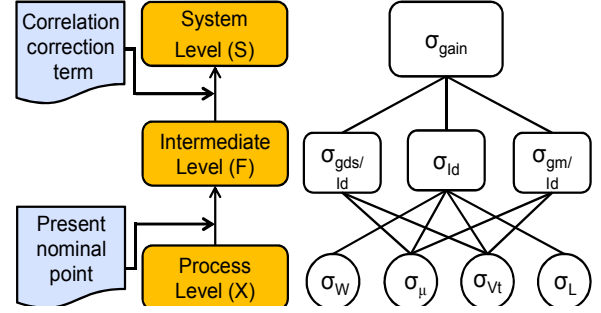 Correlation
correction
term
System
Level (S)
Intermediate
Level (F)
Present
nominal
point
Process
Level (X)
σgain
σgds/
Id
σId
σgm/
Id
σW
σμ
σVt
σL